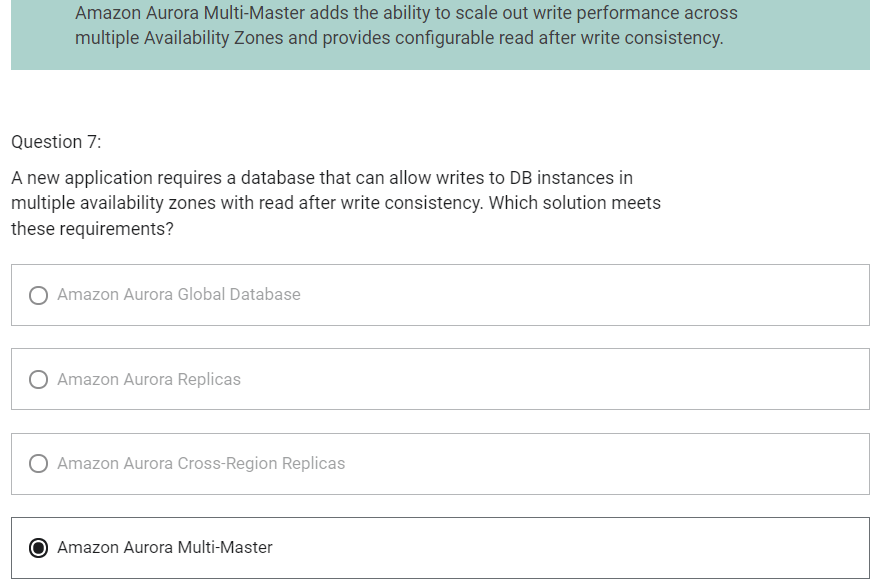 Amazon Aurora Multi-Master adds the ability to scale out write performance across
multiple Availability Zones and provides configurable read after write consistency.
Question 7:
A new application requires a database that can allow writes to DB instances in
multiple availability zones with read after write consistency. Which solution meets
these requirements?
Amazon Aurora Global Database
Amazon Aurora Replicas
Amazon Aurora Cross-Region Replicas
Amazon Aurora Multi-Master